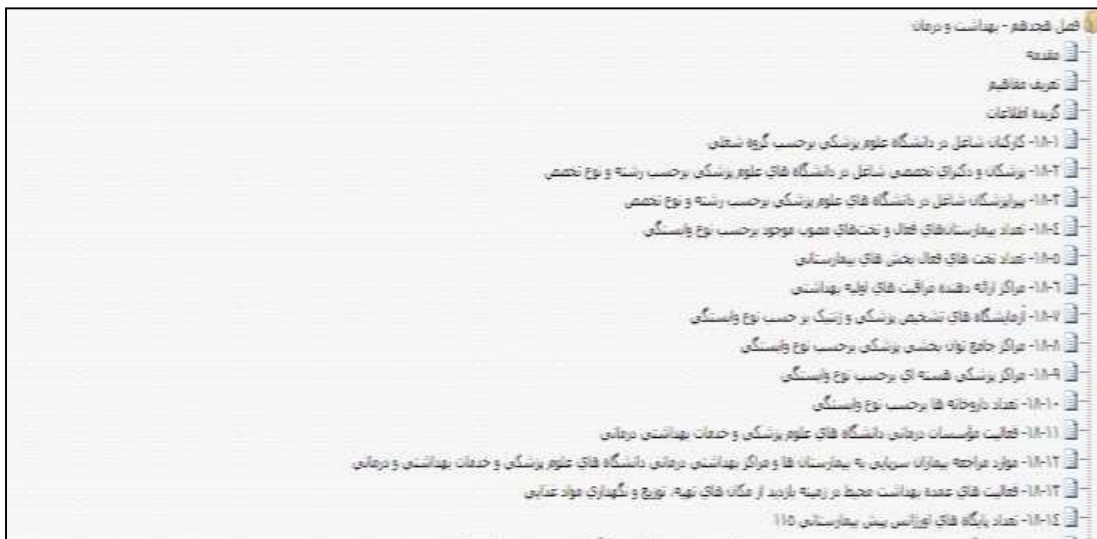 فصل هجدهم - بهداشت و درمان
مقدمه
تعریف مفاهیم
گزیده اطلاعات
۱۸-۱- کارکنان شاغل در دانشگاه علوم پزشکی برحسب گروه شغلی
۱۸-۲- پزشکان و دکترای تخصصی شاغل در دانشگاه های علوم پزشکی برحسب رشته و نوع تخصص
۱۸-۳- پیراپزشکان شاغل در دانشگاه های علوم پزشکی برحسب رشته و نوع تخصص
۱۸-۴- تعداد بیمارستان‌های فعال و تخت‌های مصوب موجود برحسب نوع وابستگی
۱۸-۵- تعداد تخت های فعال بخش های بیمارستانی
۱۸-۶- مراکز ارائه دهنده مراقبت های اولیه بهداشتی
۱۸-۷- آزمایشگاه های تشخیص پزشکی و ژنتیک بر حسب نوع وابستگی
۱۸-۸- مراکز جامع توان بخشی پزشکی برحسب نوع وابستگی
۱۸-۹- مراکز پزشکی هسته ای برحسب نوع وابستگی
۱۸-۱۰- تعداد داروخانه ها برحسب نوع وابستگی
۱۸-۱۱- فعالیت مؤسسات درمانی دانشگاه های علوم پزشکی و خدمات بهداشتی درمانی
۱۸-۱۲- موارد مراجعه بیماران سرپایی به بیمارستان ها و مراکز بهداشتی درمانی دانشگاه های علوم پزشکی و خدمات بهداشتی و درمانی
۱۸-۱۳- فعالیت های عمده بهداشت محیط در زمینه بازدید از مکان های تهیه، توزیع و نگهداری مواد غذایی
۱۸-۱۴- تعداد پایگاه های اورژانس پیش بیمارستانی ۱۱۵